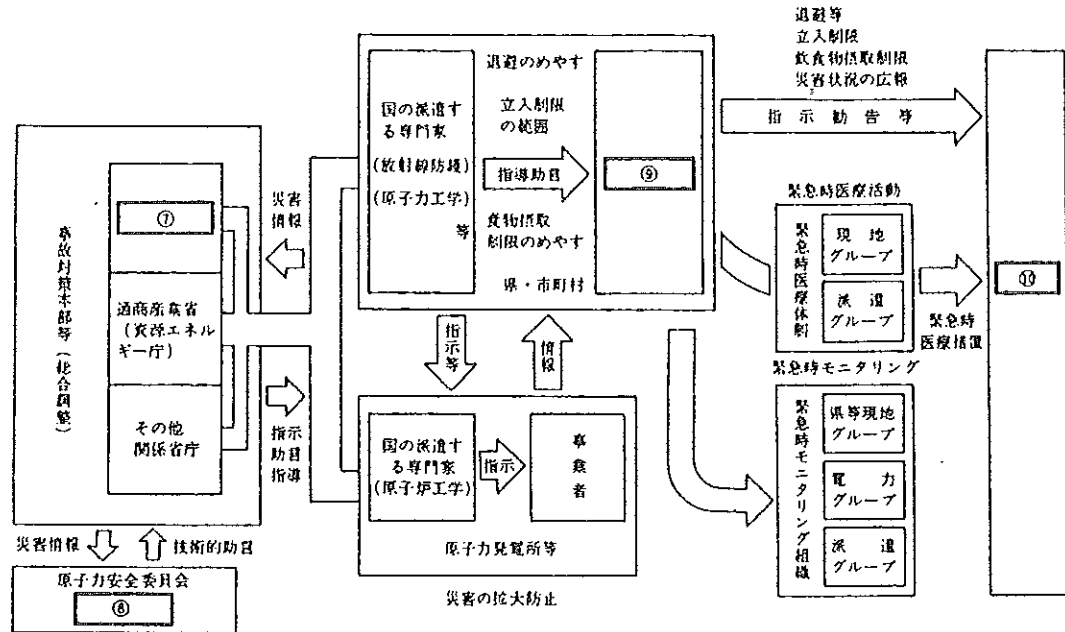 退避等
立入制限
飲食物摂取制限
災害状況の広報
指示勧告等
退避のめやす
立入制限
の範囲
国の派遣す
る専門家
(放射線防護)
(原子力工学)
等
指導助言
⑨
食物摂取
制限のめやす
県・市町村
災害
情報
事故対策本部等(総合調整)
⑦
通商産業省
(資源エネル
ギー庁)
その他
関係省庁
指示
助言
指導
災害情報
技術的助言
原子力安全委員会
⑧
指示等
情報
国の派遣す
る専門家
(原子炉工学)
指示
事業者
原子力発電所等
災害の拡大防止
緊急時医療活動
緊急時医療体制
現地
グループ
派遣
グループ
緊急時
医療措置
⑩
緊急時モニタリング
緊急時モニタリング組織
県等現地
グループ
電力
グループ
派遣
グループ